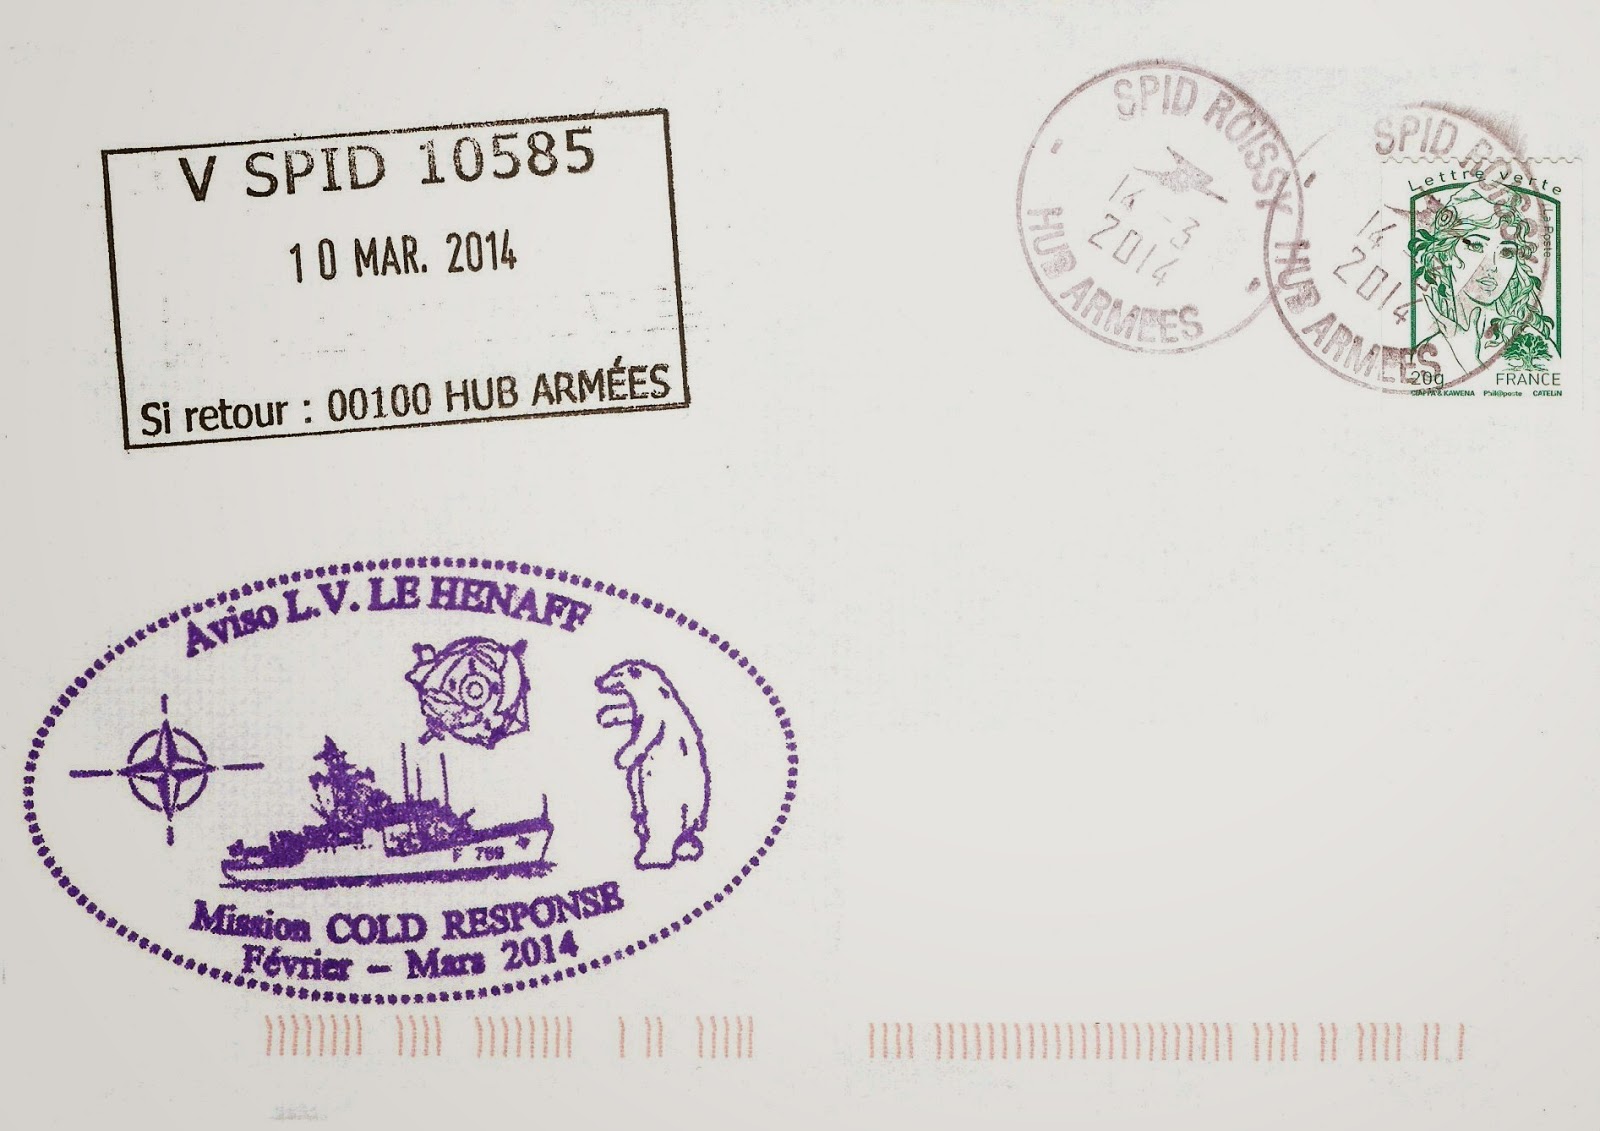 V SPID 10585
10 MAR. 2014
Si retour : 00100 HUB ARMÉES
SPID ROISSY
14 -3
2014
HUB ARMEES
SPID ROISSY
14
2014
HUB ARMEES
Lettre verte
La Poste
20g FRANCE
CIAPPA & KAWENA Phil@poste CATELIN
Aviso L.V. LE HENAFF
F 789
Mission COLD RESPONSE
Février – Mars 2014